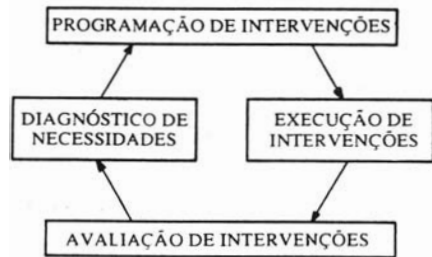 PROGRAMAÇÃO DE INTERVENÇÕES
DIAGNÓSTICO DE
NECESSIDADES
EXECUÇÃO DE
INTERVENÇÕES
AVALIAÇÃO DE INTERVENÇÕES